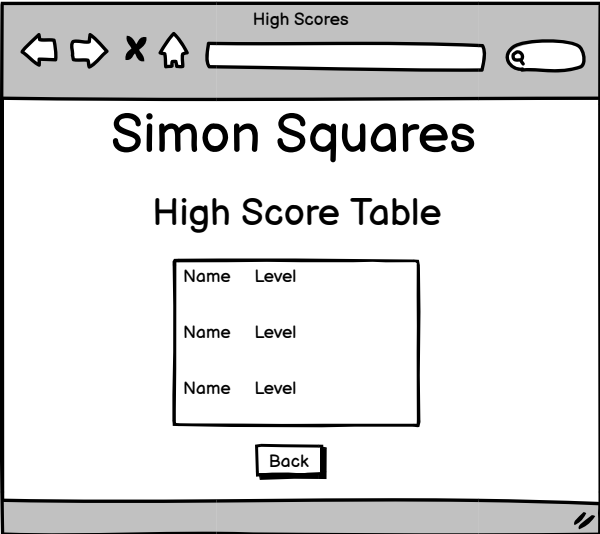 High Scores
Simon Squares
High Score Table
Name Level
Name Level
Name Level
Back